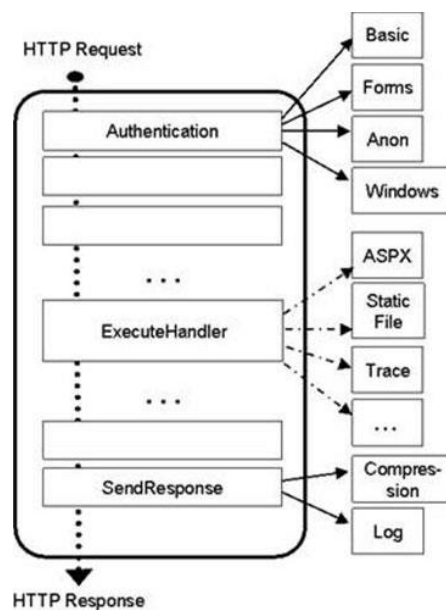 HTTP Request
Authentication
Basic
Forms
Anon
Windows
...
ExecuteHandler
ASPX
Static
File
Trace
...
...
SendResponse
Compres-
sion
Log
HTTP Response